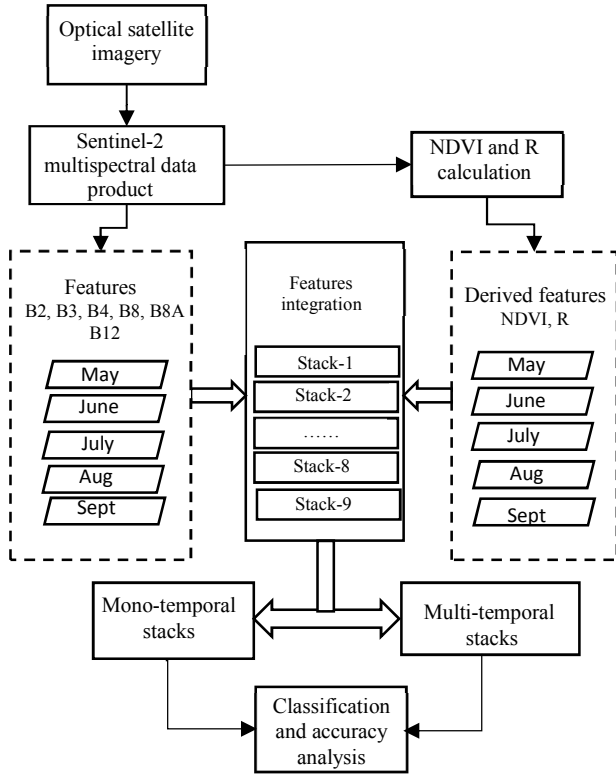 Optical satellite
imagery
Sentinel-2
multispectral data
product
NDVI and R
calculation
Features
B2, B3, B4, B8, B8A
B12
May
June
July
Aug
Sept
Features
integration
Stack-1
Stack-2
……
Stack-8
Stack-9
Derived features
NDVI, R
May
June
July
Aug
Sept
Mono-temporal
stacks
Multi-temporal
stacks
Classification
and accuracy
analysis